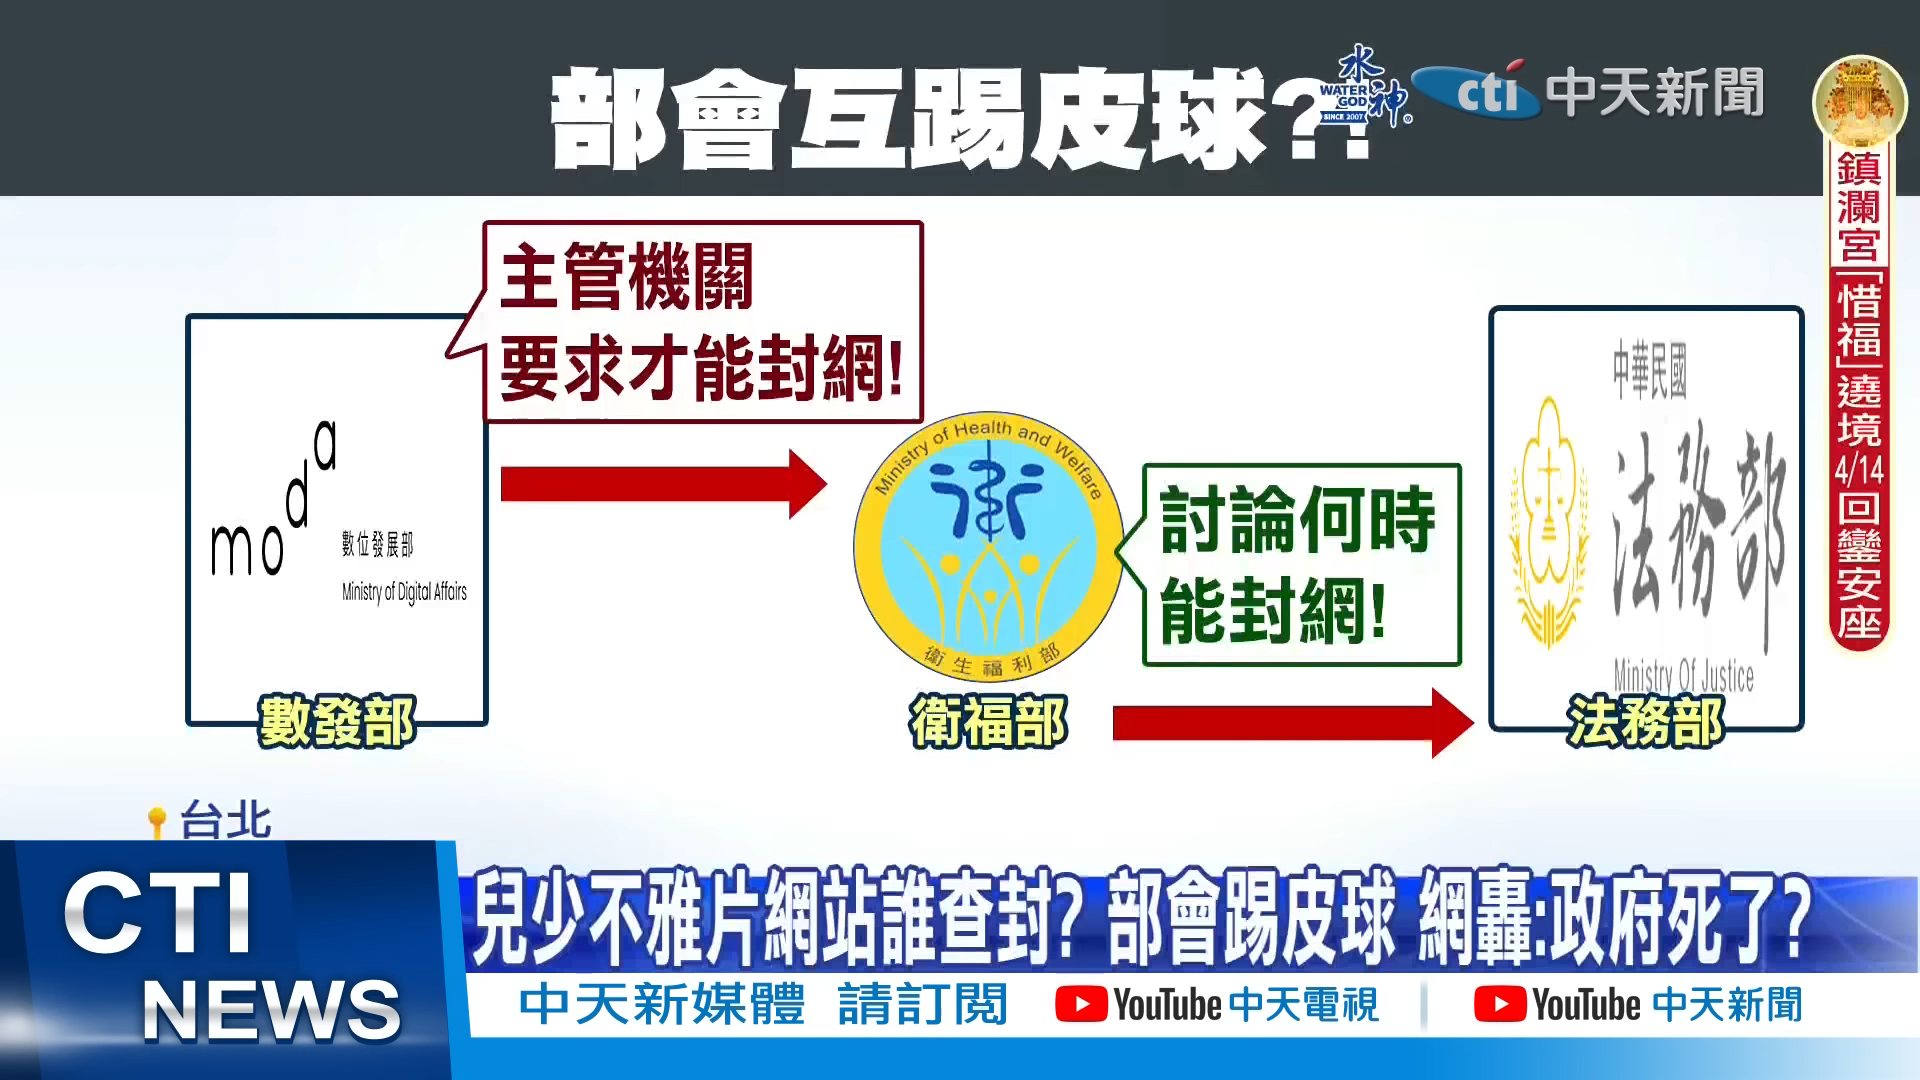 部會互踢皮球?!
水神
WATER
GOD
SINCE 2007
cti 中天新聞
鎮瀾宮「惜福」遶境4/14回鑾安座
主管機關
要求才能封網!
moda
數位發展部
Ministry of Digital Affairs
數發部
Ministry of Health and Welfare
衛生福利部
衛福部
討論何時
能封網!
中華民國
法務部
Ministry Of Justice
法務部
台北
CTI
NEWS
兒少不雅片網站誰查封? 部會踢皮球 網轟:政府死了?
中天新媒體 請訂閱 YouTube 中天電視 YouTube 中天新聞